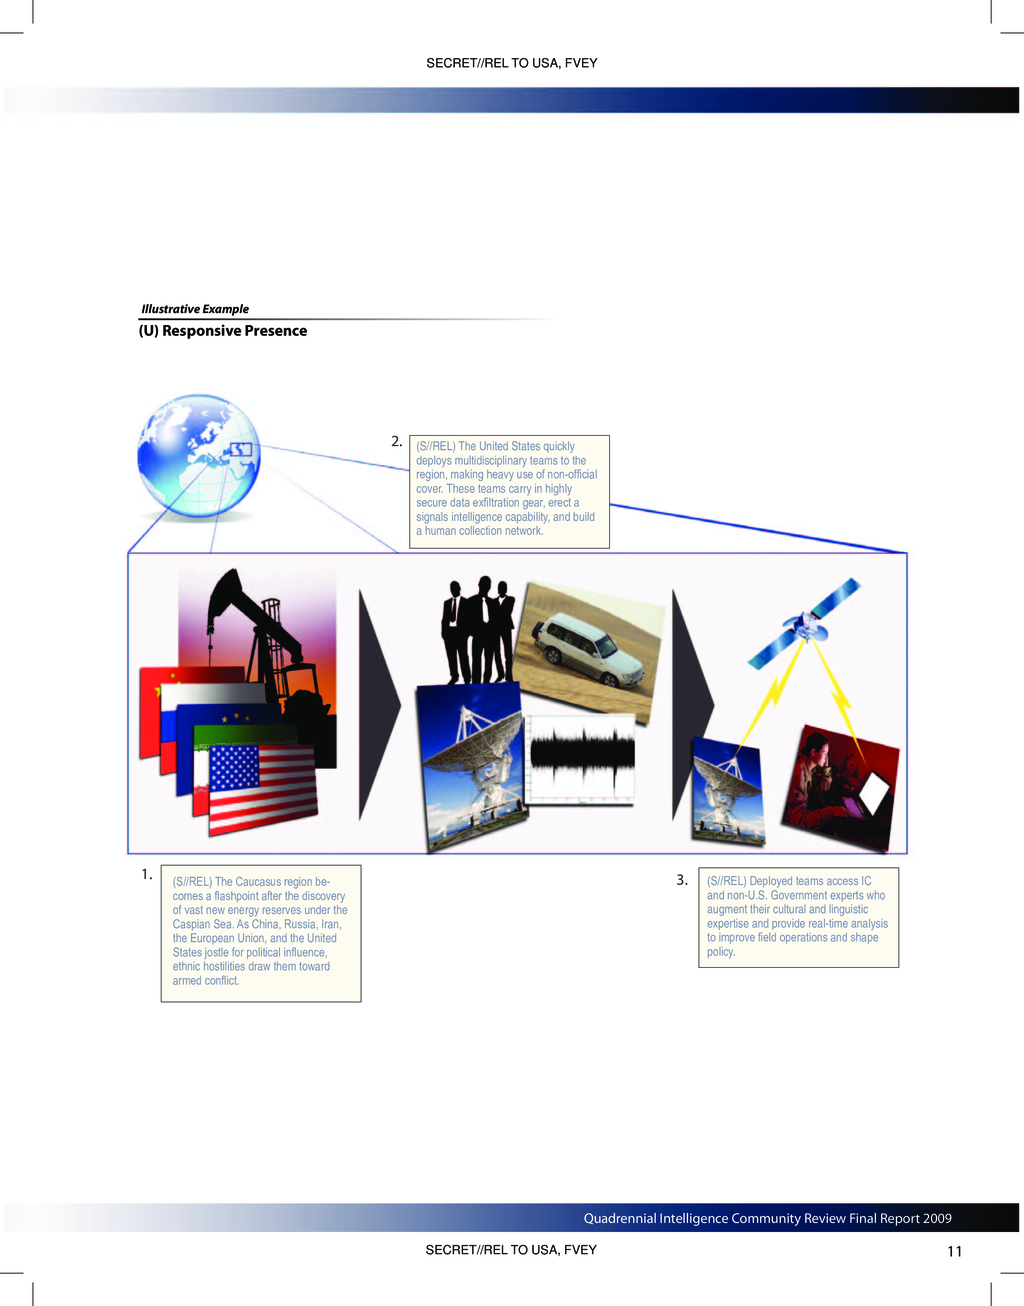 SECRET//REL TO USA, FVEY
Illustrative Example
(U) Responsive Presence
2.
(S//REL) The United States quickly
deploys multidisciplinary teams to the
region, making heavy use of non-official
cover. These teams carry in highly
secure data exfiltration gear, erect a
signals intelligence capability, and build
a human collection network.
1.
(S//REL) The Caucasus region be-
comes a flashpoint after the discovery
of vast new energy reserves under the
Caspian Sea. As China, Russia, Iran,
the European Union, and the United
States jostle for political influence,
ethnic hostilities draw them toward
armed conflict.
3.
(S//REL) Deployed teams access IC
and non-U.S. Government experts who
augment their cultural and linguistic
expertise and provide real-time analysis
to improve field operations and shape
policy.
Quadrennial Intelligence Community Review Final Report 2009
SECRET//REL TO USA, FVEY
11